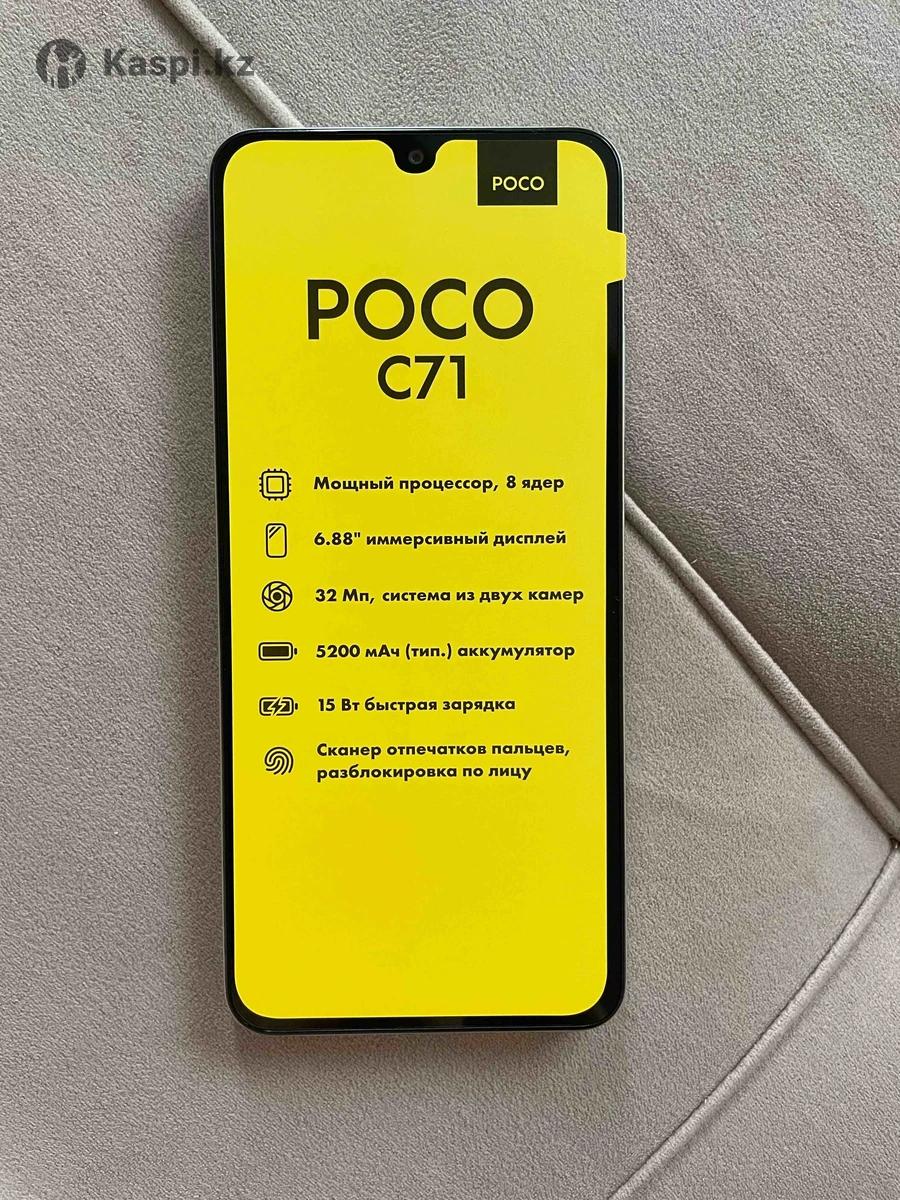 Kaspi.kz
POCO
POCO
C71
Мощный процессор, 8 ядер
6.88" иммерсивный дисплей
32 Мп, система из двух камер
5200 мАч (тип.) аккумулятор
15 Вт быстрая зарядка
Сканер отпечатков пальцев,
разблокировка по лицу